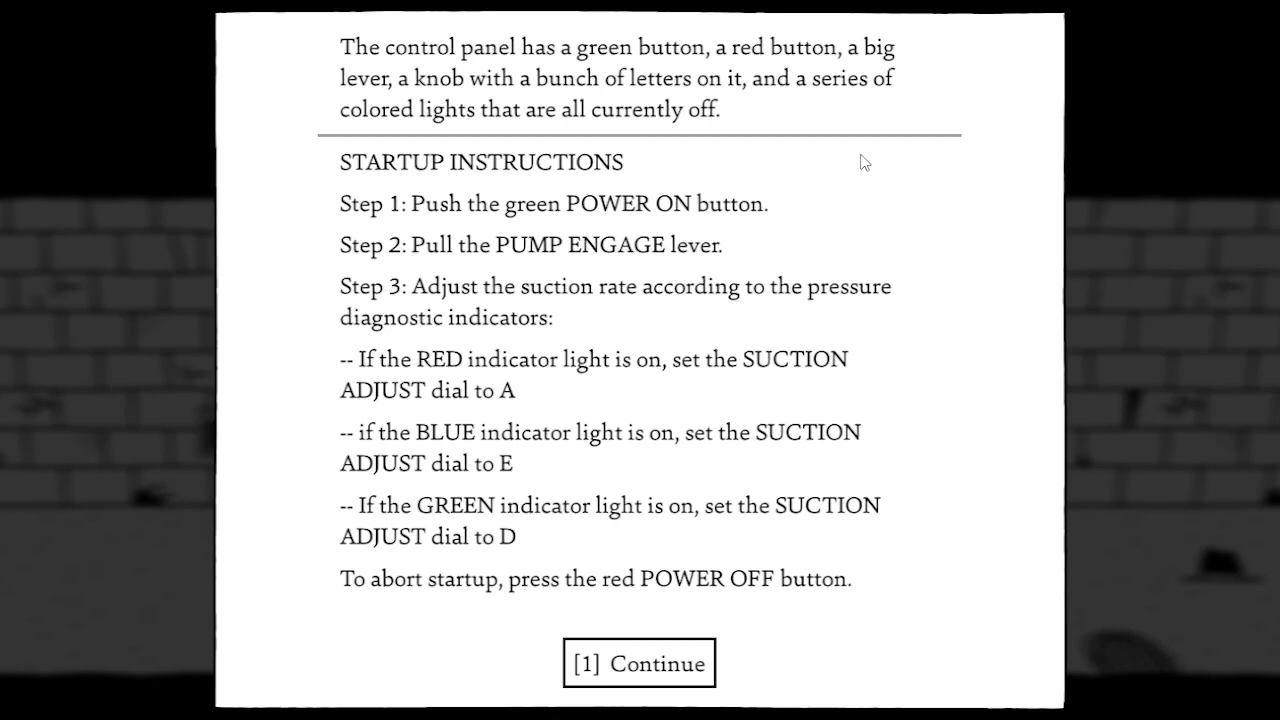 The control panel has a green button, a red button, a big
lever, a knob with a bunch of letters on it, and a series of
colored lights that are all currently off.
STARTUP INSTRUCTIONS
Step 1: Push the green POWER ON button.
Step 2: Pull the PUMP ENGAGE lever.
Step 3: Adjust the suction rate according to the pressure
diagnostic indicators:
-- If the RED indicator light is on, set the SUCTION
ADJUST dial to A
-- if the BLUE indicator light is on, set the SUCTION
ADJUST dial to E
-- If the GREEN indicator light is on, set the SUCTION
ADJUST dial to D
To abort startup, press the red POWER OFF button.
[1] Continue